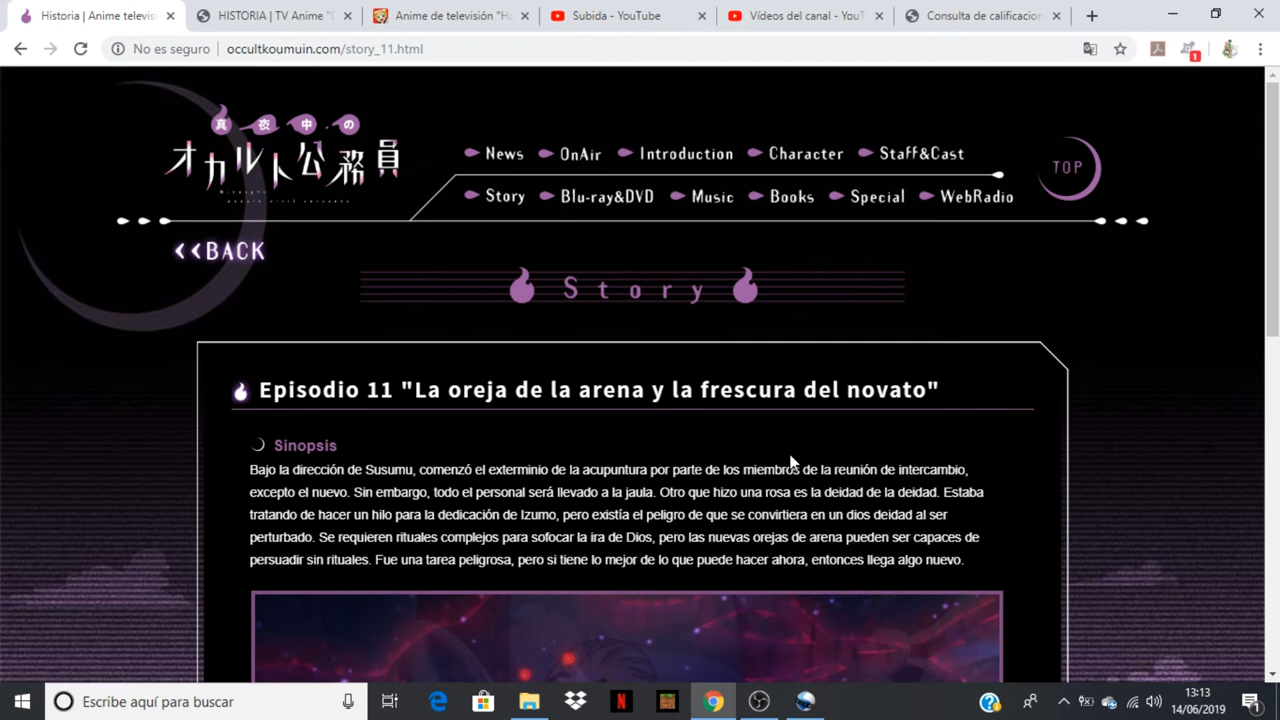 Historia | Anime televisi
HISTORIA | TV Anime "D
Anime de televisión "Ha
Subida - YouTube
Vídeos del canal - YouT
Consulta de calificacion
No es seguro
occultkoumuin.com/story_11.html
1
真夜中の
オカルト公務員
News
OnAir
Introduction
Character
Staff&Cast
TOP
Story
Blu-ray&DVD
Music
Books
Special
WebRadio
<<BACK
Story
Episodio 11 "La oreja de la arena y la frescura del novato"
Sinopsis
Bajo la dirección de Susumu, comenzó el exterminio de la acupuntura por parte de los miembros de la reunión de intercambio,
excepto el nuevo. Sin embargo, todo el personal será llevado a la jaula. Otro que hizo una rosa es la deidad de la deidad. Estaba
tratando de hacer un hilo para la dedicación de Izumo, pero existía el peligro de que se convirtiera en un dios deidad al ser
perturbado. Se requieren rituales complejos para sofocar la ira de Dios, pero las nuevas orejas de arena pueden ser capaces de
persuadir sin rituales. Fue una apuesta peligrosa, pero si tiene lo mejor de lo que puede hacer ahora, entonces llega algo nuevo.
Escribe aquí para buscar
13:13
14/06/2019
1